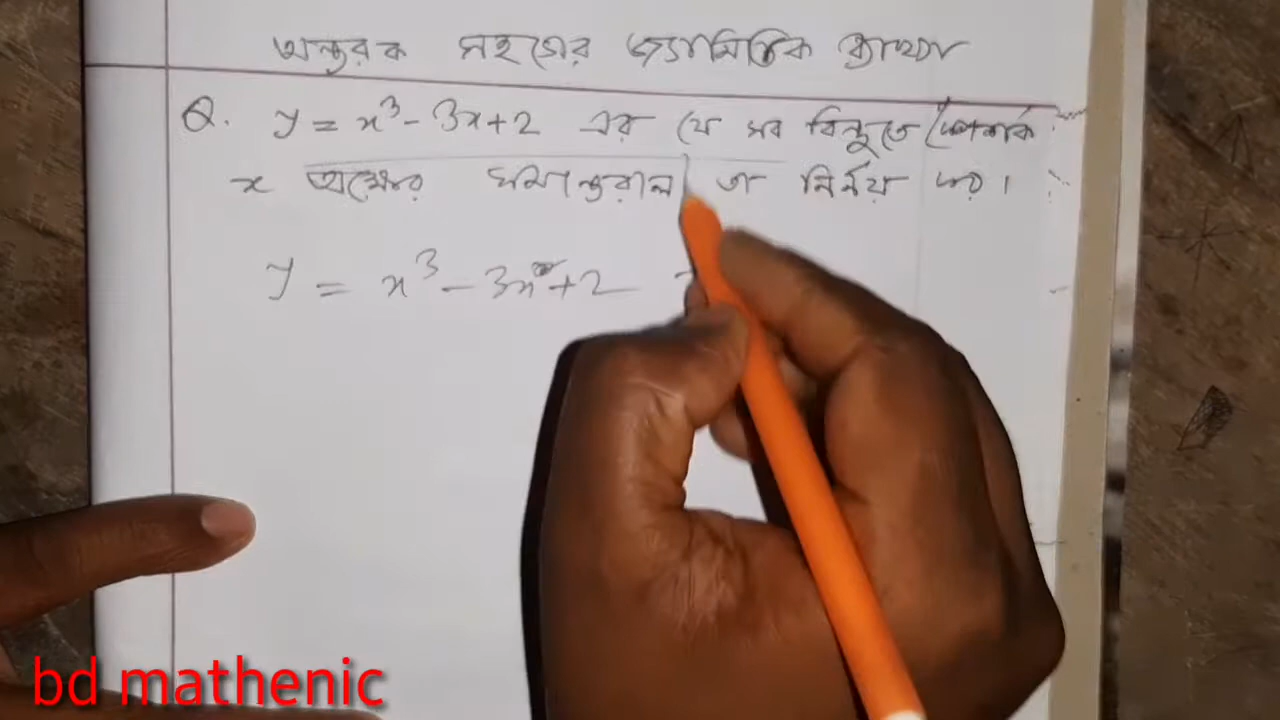 অন্তরক সহগের জ্যামিতিক ব্যাখ্যা
Q. y = x³ - 3x + 2 এর যে সব বিন্দুতে স্পর্শক
x অক্ষের সমান্তরাল তা নির্নয় কর।
y = x³ - 3x + 2
bd mathenic